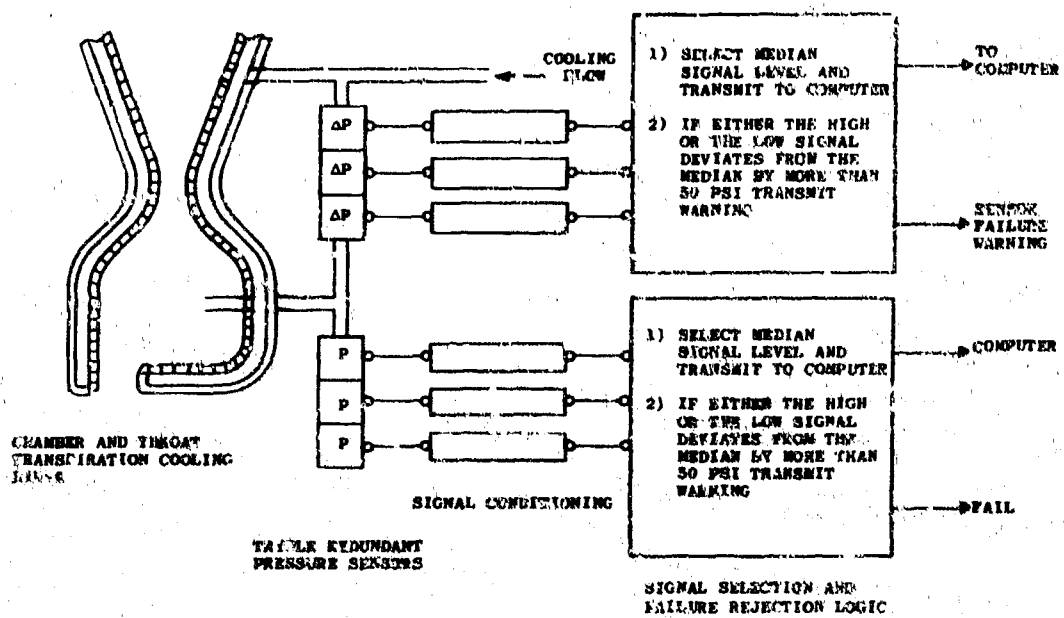 COOLING
FLOW
ΔP
ΔP
ΔP
1) SELECT MEDIAN
SIGNAL LEVEL AND
TRANSMIT TO COMPUTER
2) IF EITHER THE HIGH
OR THE LOW SIGNAL
DEVIATES FROM THE
MEDIAN BY MORE THAN
50 PSI TRANSMIT
WARNING
TO
COMPUTER
SENSOR
FAILURE
WARNING
P
P
P
1) SELECT MEDIAN
SIGNAL LEVEL AND
TRANSMIT TO COMPUTER
2) IF EITHER THE HIGH
OR THE LOW SIGNAL
DEVIATES FROM THE
MEDIAN BY MORE THAN
50 PSI TRANSMIT
WARNING
COMPUTER
FAIL
CHAMBER AND THROAT
TRANSPIRATION COOLING
SIGNAL CONDITIONING
TRIPLE REDUNDANT
PRESSURE SENSORS
SIGNAL SELECTION AND
FAILURE REJECTION LOGIC